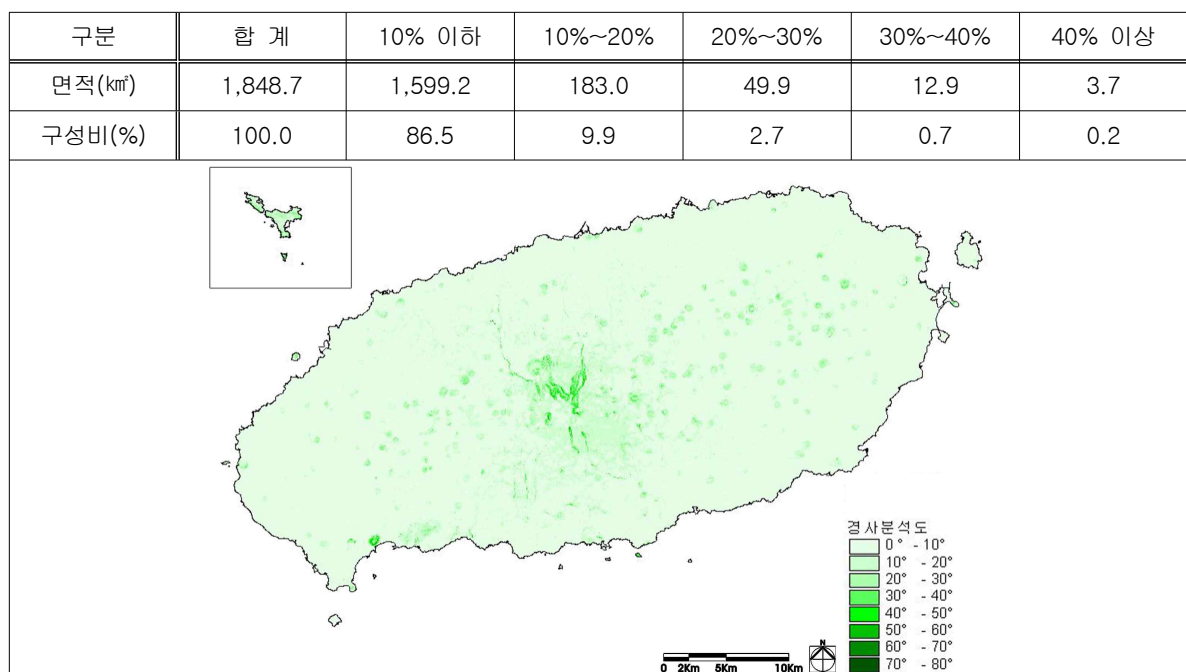 구분 합 계 10% 이하 10%~20% 20%~30% 30%~40% 40% 이상
면적(㎢) 1,848.7 1,599.2 183.0 49.9 12.9 3.7
구성비(%) 100.0 86.5 9.9 2.7 0.7 0.2
경사분석도
0° - 10°
10° - 20°
20° - 30°
30° - 40°
40° - 50°
50° - 60°
60° - 70°
70° - 80°
N
0 2Km 5Km 10Km